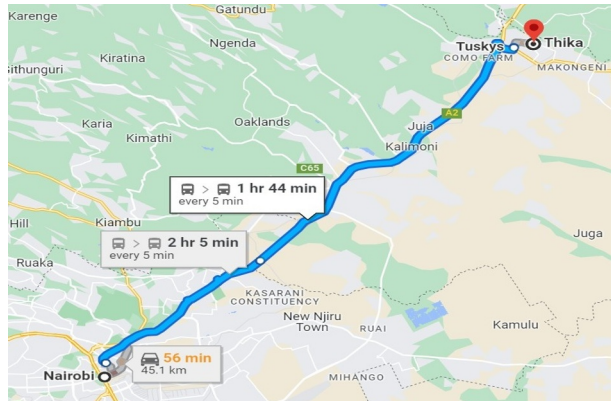 Karenge
Gatundu
Ngenda
Kiratina
Githunguri
Tuskys
Thika
COMO FARM
MAKONGENI
A2
Karia
Kimathi
Oaklands
Juja
Kalimoni
C65
1 hr 44 min
every 5 min
Hill
Kiambu
> 2 hr 5 min
every 5 min
Ruaka
Juga
KASARANI
CONSTITUENCY
New Njiru
Town
RUAI
Kamulu
56 min
45.1 km
Nairobi
MIHANGO